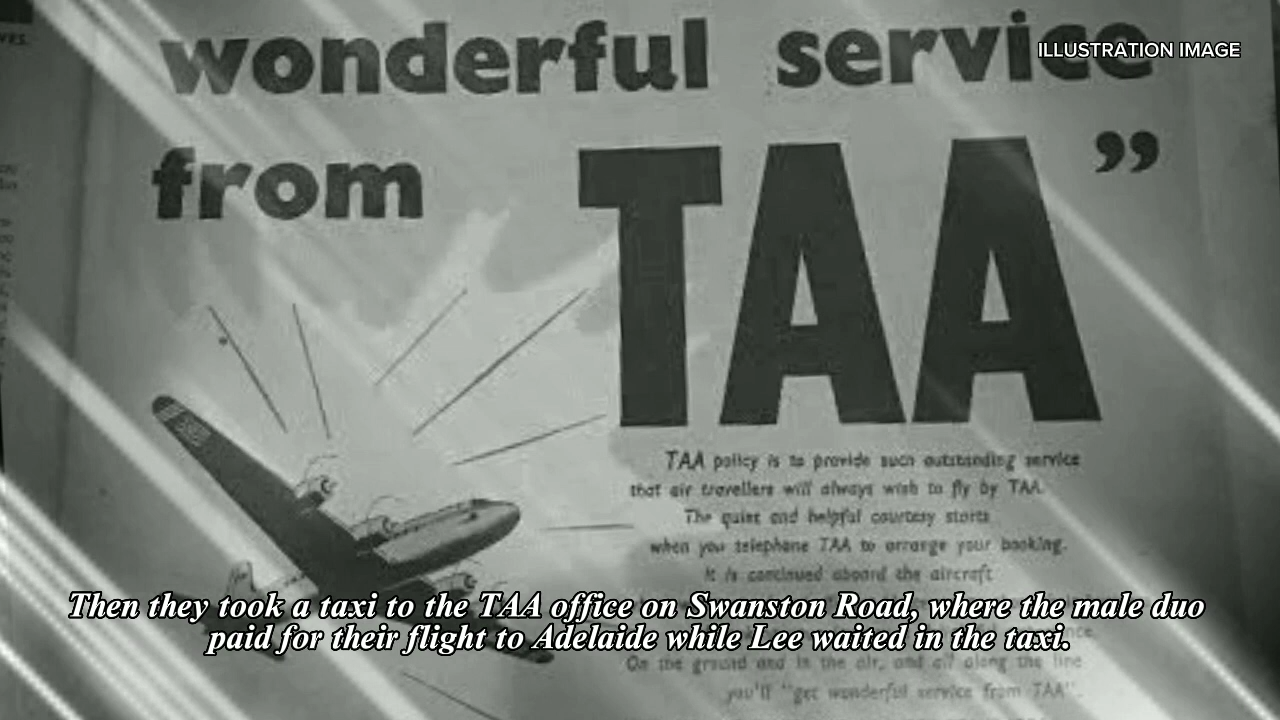 ILLUSTRATION IMAGE
VES.
wonderful service
from TAA”
TAA policy is to provide such outstanding service
that air travellers will always wish to fly by TAA.
The quiet and helpful courtesy starts
when you telephone TAA to arrange your booking.
It is continued aboard the aircraft
Then they took a taxi to the TAA office on Swanston Road, where the male duo
paid for their flight to Adelaide while Lee waited in the taxi.
On the ground and in the air, and all along the line
you'll "get wonderful service from TAA".